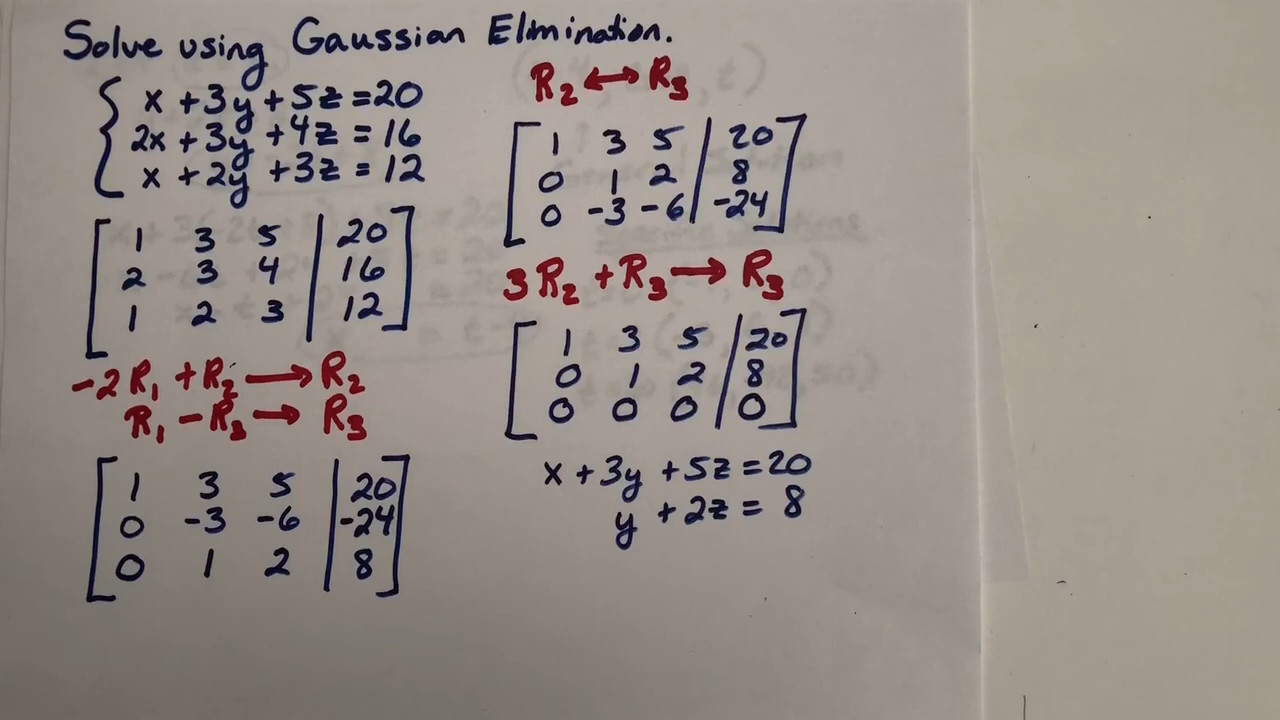 Solve using Gaussian Elimination.
x + 3y + 5z = 20
2x + 3y + 4z = 16
x + 2y + 3z = 12
1 3 5 | 20
2 3 4 | 16
1 2 3 | 12
-2R₁ + R₂ → R₂
R₁ - R₃ → R₃
1 3 5 | 20
0 -3 -6 | -24
0 1 2 | 8
R₂ ↔ R₃
1 3 5 | 20
0 1 2 | 8
0 -3 -6 | -24
3R₂ + R₃ → R₃
1 3 5 | 20
0 1 2 | 8
0 0 0 | 0
x + 3y + 5z = 20
y + 2z = 8